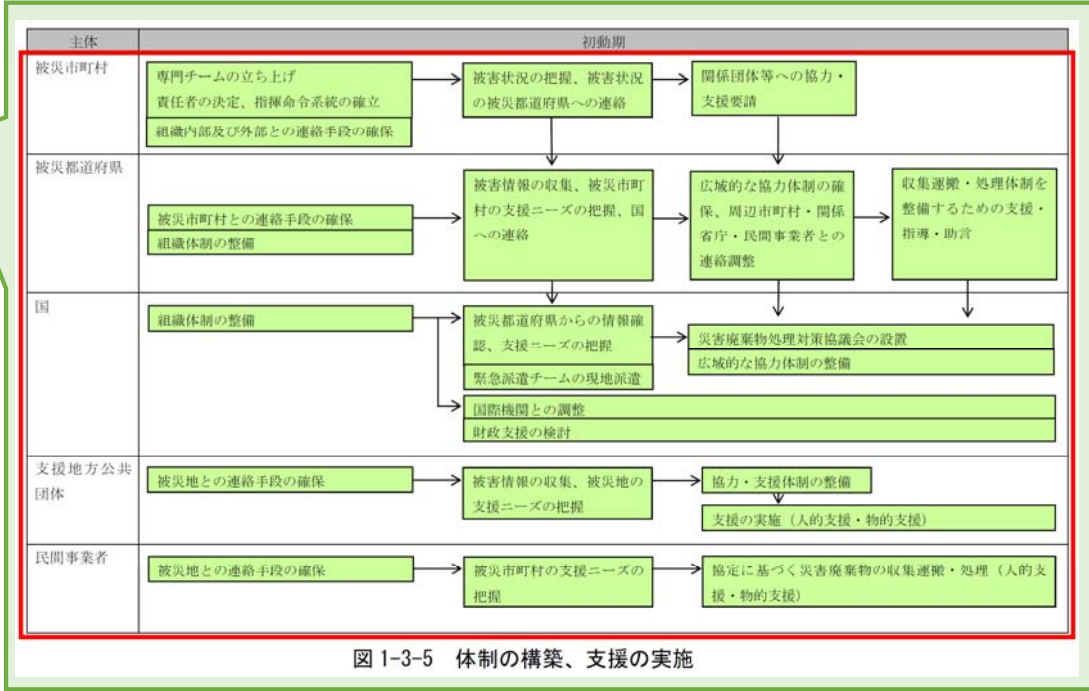 主体
初動期
被災市町村
専門チームの立ち上げ
責任者の決定、指揮命令系統の確立
組織内部及び外部との連絡手段の確保
被害状況の把握、被害状況
の被災都道府県への連絡
関係団体等への協力・
支援要請
被災都道府県
被災市町村との連絡手段の確保
組織体制の整備
被害情報の収集、被災市町
村の支援ニーズの把握、国
への連絡
広域的な協力体制の確
保、周辺市町村・関係
省庁・民間事業者との
連絡調整
収集運搬・処理体制を
整備するための支援・
指導・助言
国
組織体制の整備
被災都道府県からの情報確
認、支援ニーズの把握
緊急派遣チームの現地派遣
災害廃棄物処理対策協議会の設置
広域的な協力体制の整備
国際機関との調整
財政支援の検討
支援地方公共
団体
被災地との連絡手段の確保
被害情報の収集、被災地の
支援ニーズの把握
協力・支援体制の整備
支援の実施（人的支援・物的支援）
民間事業者
被災地との連絡手段の確保
被災市町村の支援ニーズの
把握
協定に基づく災害廃棄物の収集運搬・処理（人的支
援・物的支援）
図 1-3-5 体制の構築、支援の実施